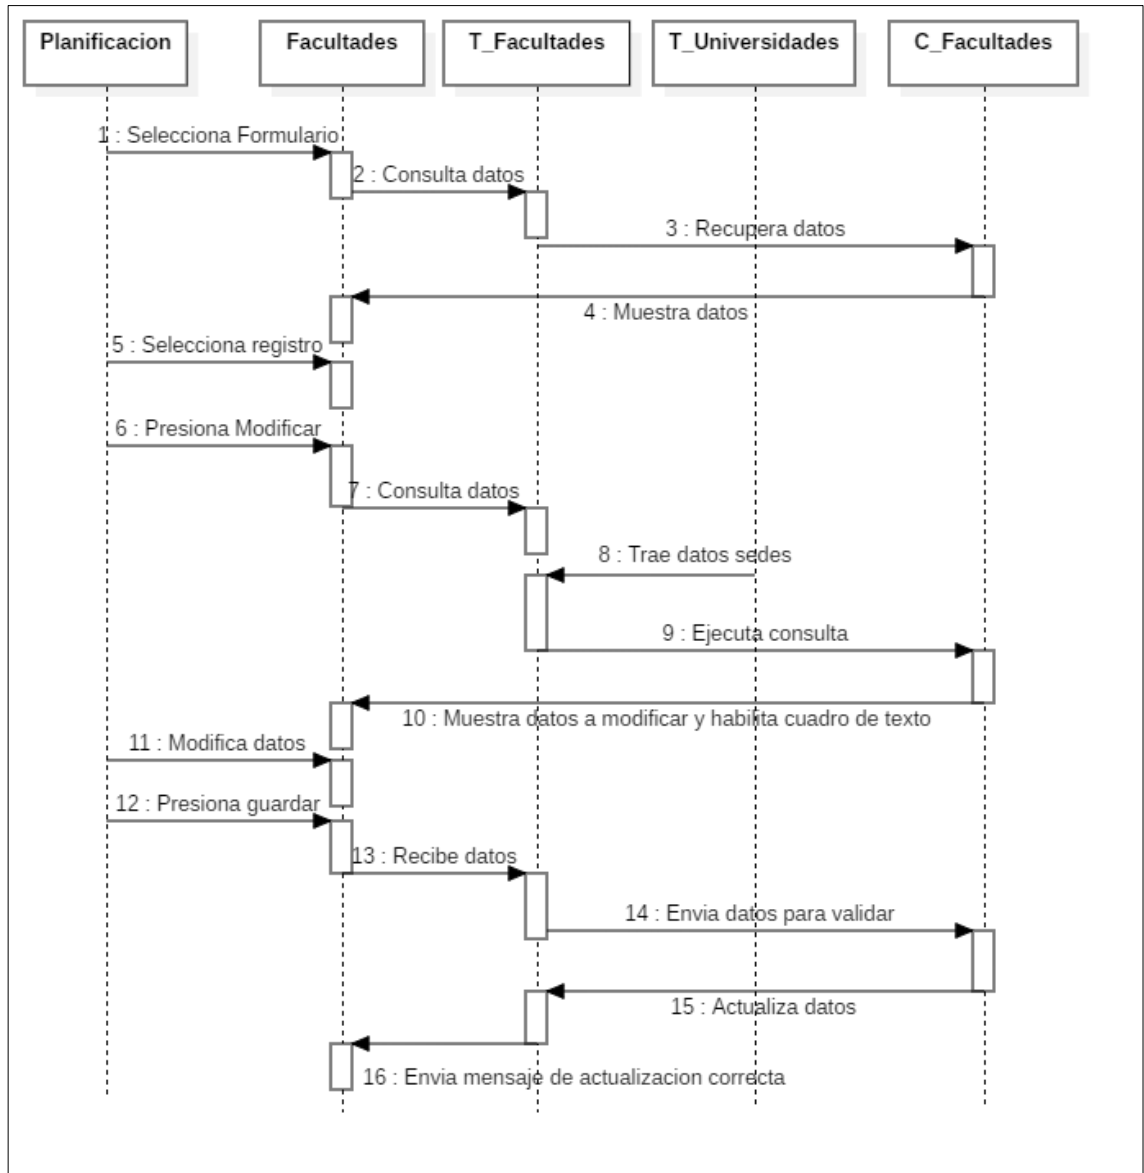 Planificacion
Facultades
T_Facultades
T_Universidades
C_Facultades
1 : Selecciona Formulario
2 : Consulta datos
3 : Recupera datos
4 : Muestra datos
5 : Selecciona registro
6 : Presiona Modificar
7 : Consulta datos
8 : Trae datos sedes
9 : Ejecuta consulta
10 : Muestra datos a modificar y habilita cuadro de texto
11 : Modifica datos
12 : Presiona guardar
13 : Recibe datos
14 : Envia datos para validar
15 : Actualiza datos
16 : Envia mensaje de actualizacion correcta